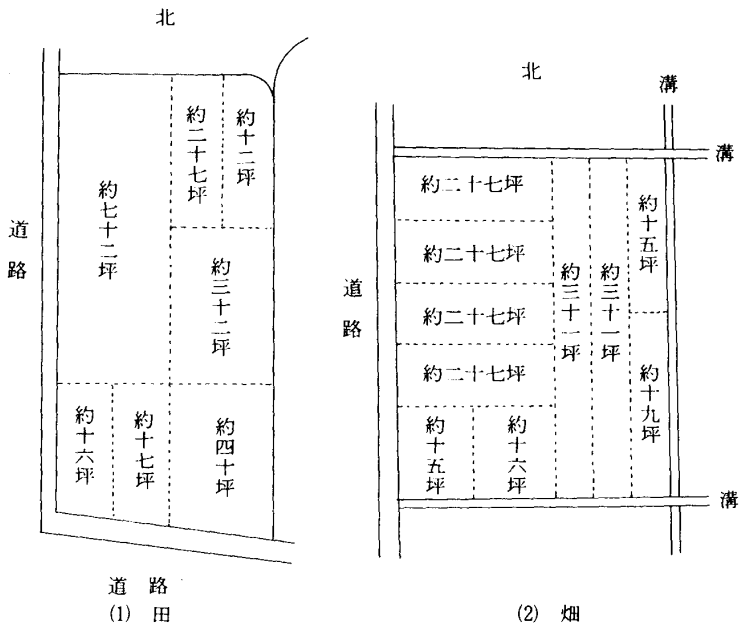 北
約七十二坪
約二十七坪
約十二坪
約三十二坪
約十六坪
約十七坪
約四十坪
道路
道路
(1) 田
北
溝
溝
約二十七坪
約二十七坪
約二十七坪
約二十七坪
約十五坪
約十六坪
約三十一坪
約三十一坪
約十五坪
約十九坪
道路
溝
(2) 畑